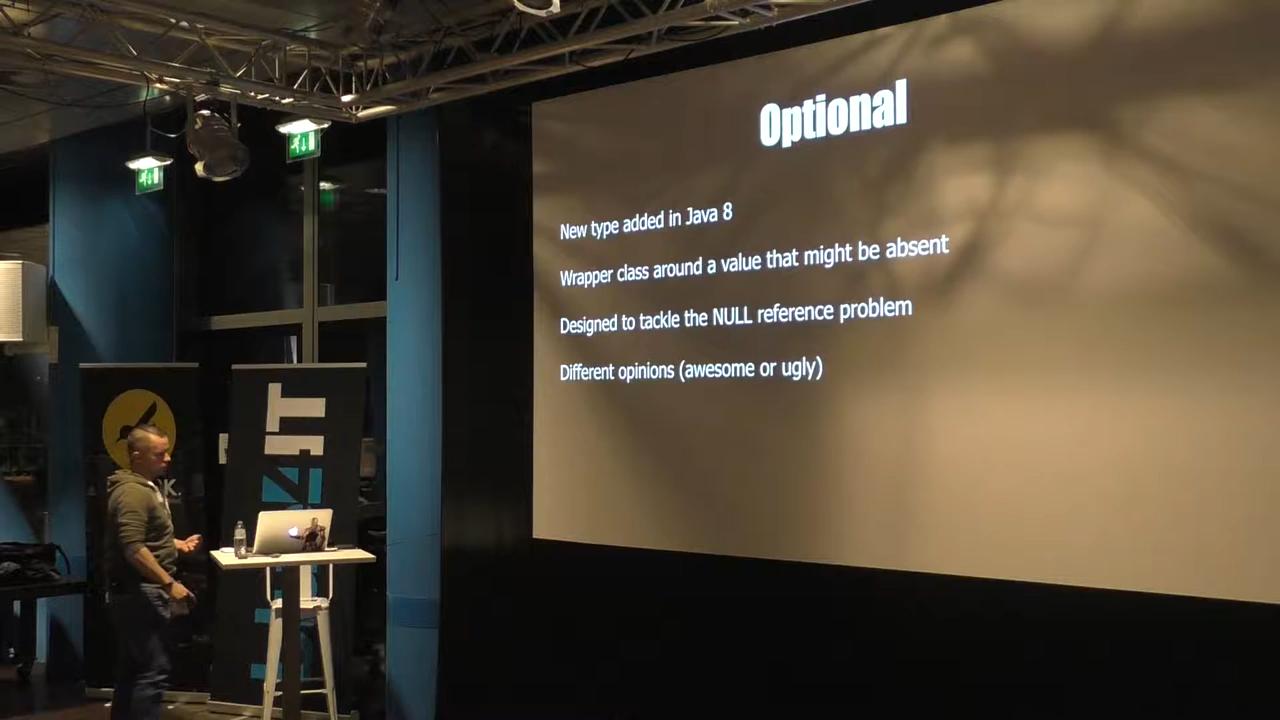 Optional
New type added in Java 8
Wrapper class around a value that might be absent
Designed to tackle the NULL reference problem
Different opinions (awesome or ugly)
IT